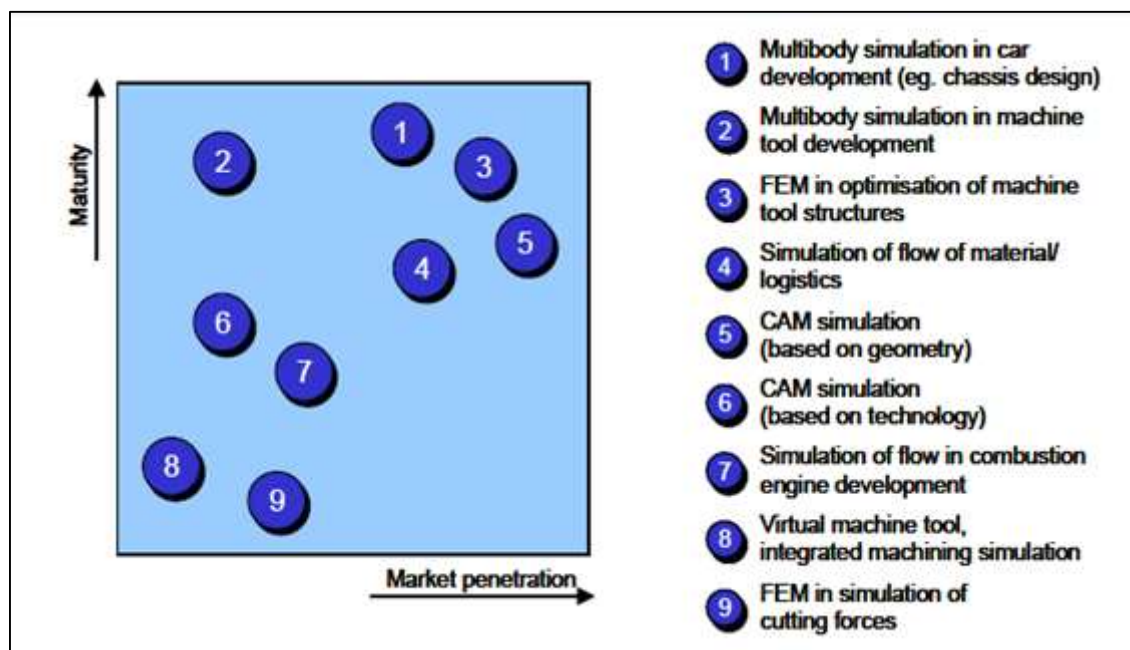 Maturity
1
2
3
5
4
6
7
8
9
Market penetration
1 Multibody simulation in car
development (eg. chassis design)
2 Multibody simulation in machine
tool development
3 FEM in optimisation of machine
tool structures
4 Simulation of flow of material/
logistics
5 CAM simulation
(based on geometry)
6 CAM simulation
(based on technology)
7 Simulation of flow in combustion
engine development
8 Virtual machine tool,
integrated machining simulation
9 FEM in simulation of
cutting forces